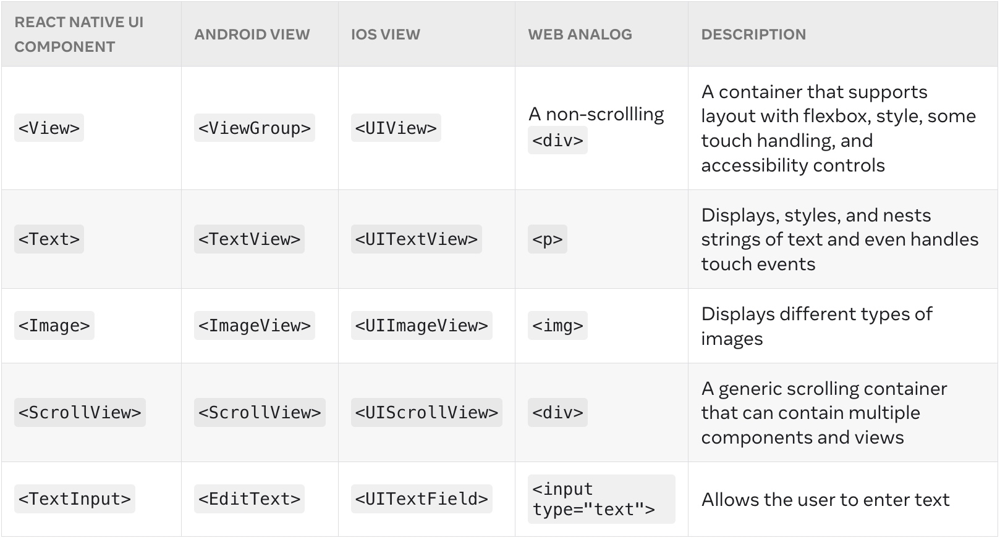 REACT NATIVE UI
COMPONENT
ANDROID VIEW
IOS VIEW
WEB ANALOG
DESCRIPTION
<View>
<ViewGroup>
<UIView>
A non-scrollling
<div>
A container that supports
layout with flexbox, style, some
touch handling, and
accessibility controls
<Text>
<TextView>
<UITextView>
<p>
Displays, styles, and nests
strings of text and even handles
touch events
<Image>
<ImageView>
<UIImageView>
<img>
Displays different types of
images
<ScrollView>
<ScrollView>
<UIScrollView>
<div>
A generic scrolling container
that can contain multiple
components and views
<TextInput>
<EditText>
<UITextField>
<input
type="text">
Allows the user to enter text